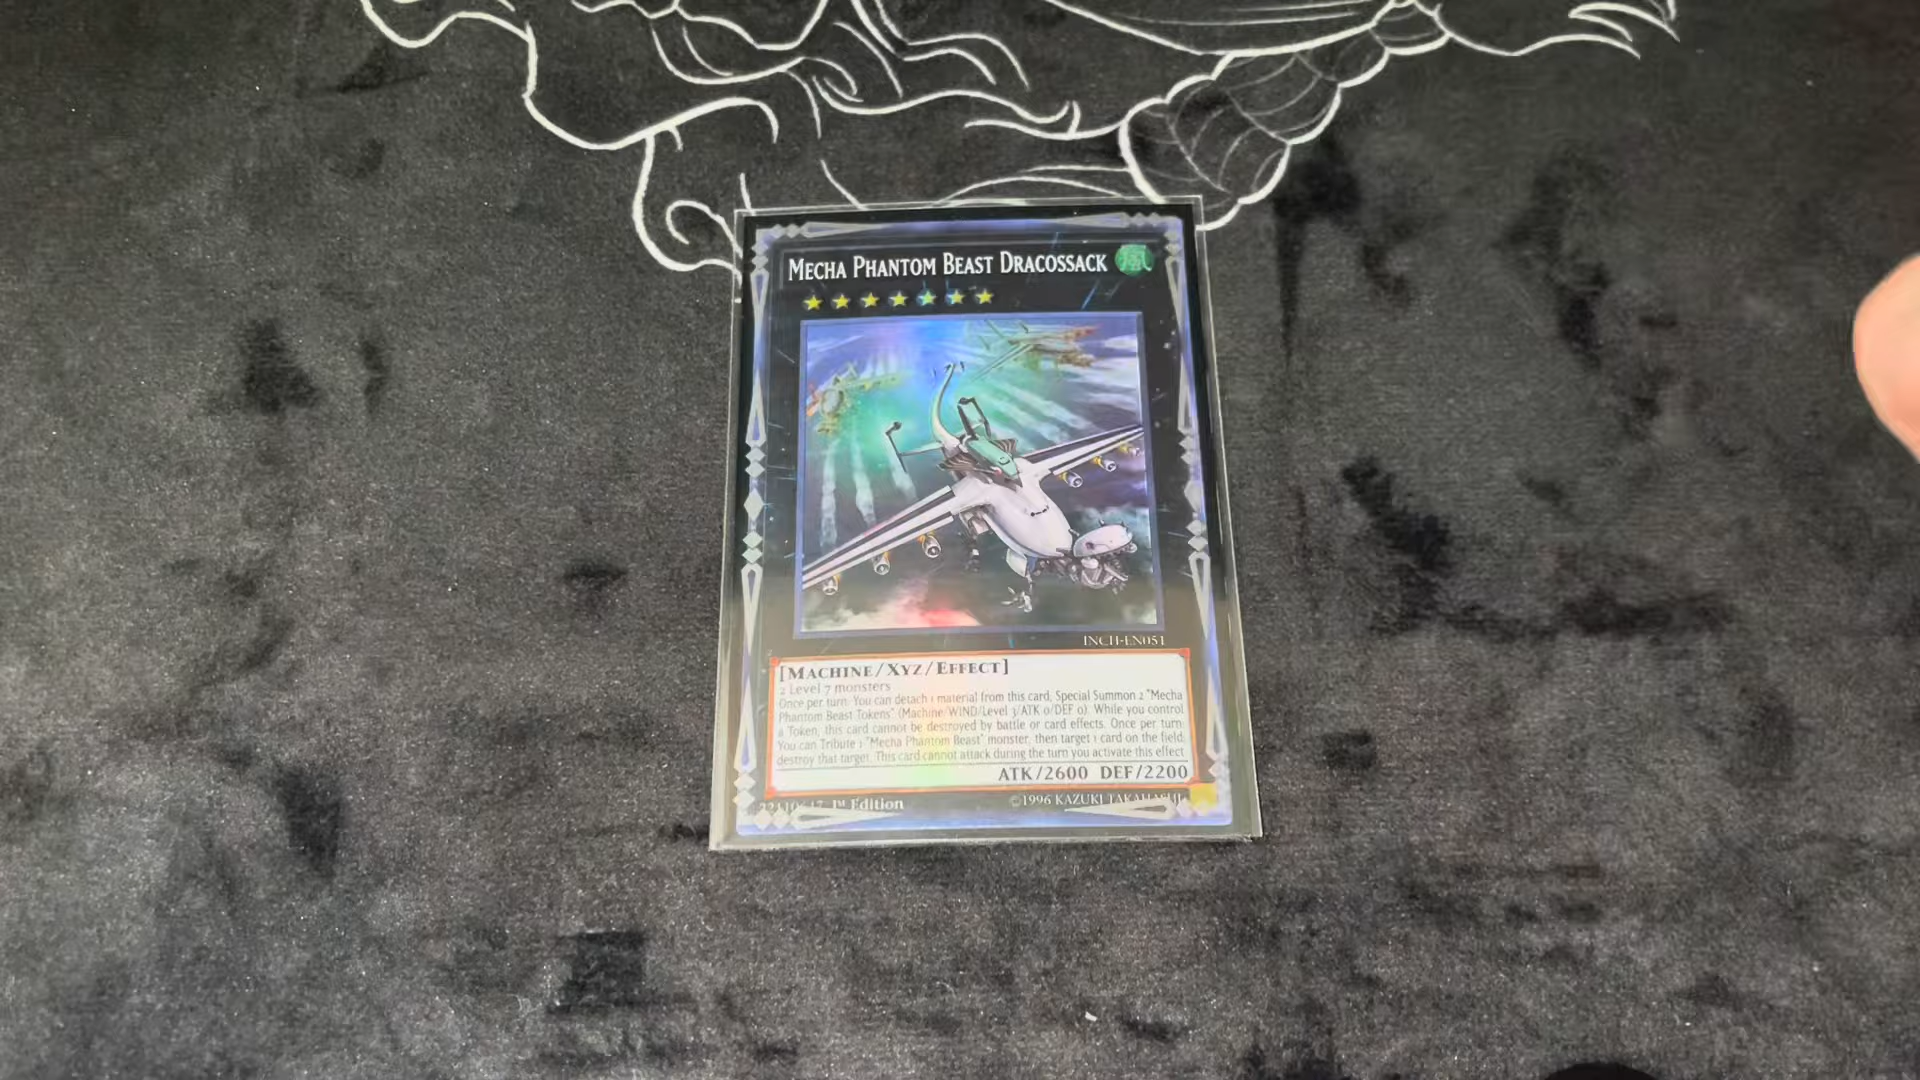 MECHA PHANTOM BEAST DRACOSSACK
INCH-EN051
[MACHINE/XYZ/EFFECT]
2 Level 7 monsters
Once per turn: You can detach 1 material from this card; Special Summon 2 "Mecha
Phantom Beast Tokens" (Machine/WIND/Level 3/ATK 0/DEF 0). While you control
a Token, this card cannot be destroyed by battle or card effects. Once per turn:
You can Tribute 1 "Mecha Phantom Beast" monster, then target 1 card on the field;
destroy that target. This card cannot attack during the turn you activate this effect.
ATK/2600 DEF/2200
1st Edition
©1996 KAZUKI TAKAHASHI